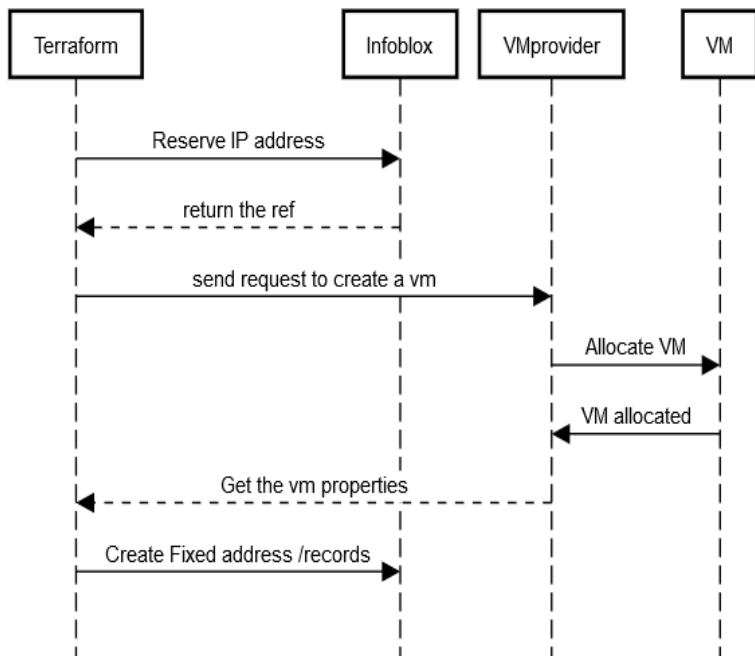 Terraform
Infoblox
VMprovider
VM
Reserve IP address
return the ref
send request to create a vm
Allocate VM
VM allocated
Get the vm properties
Create Fixed address /records